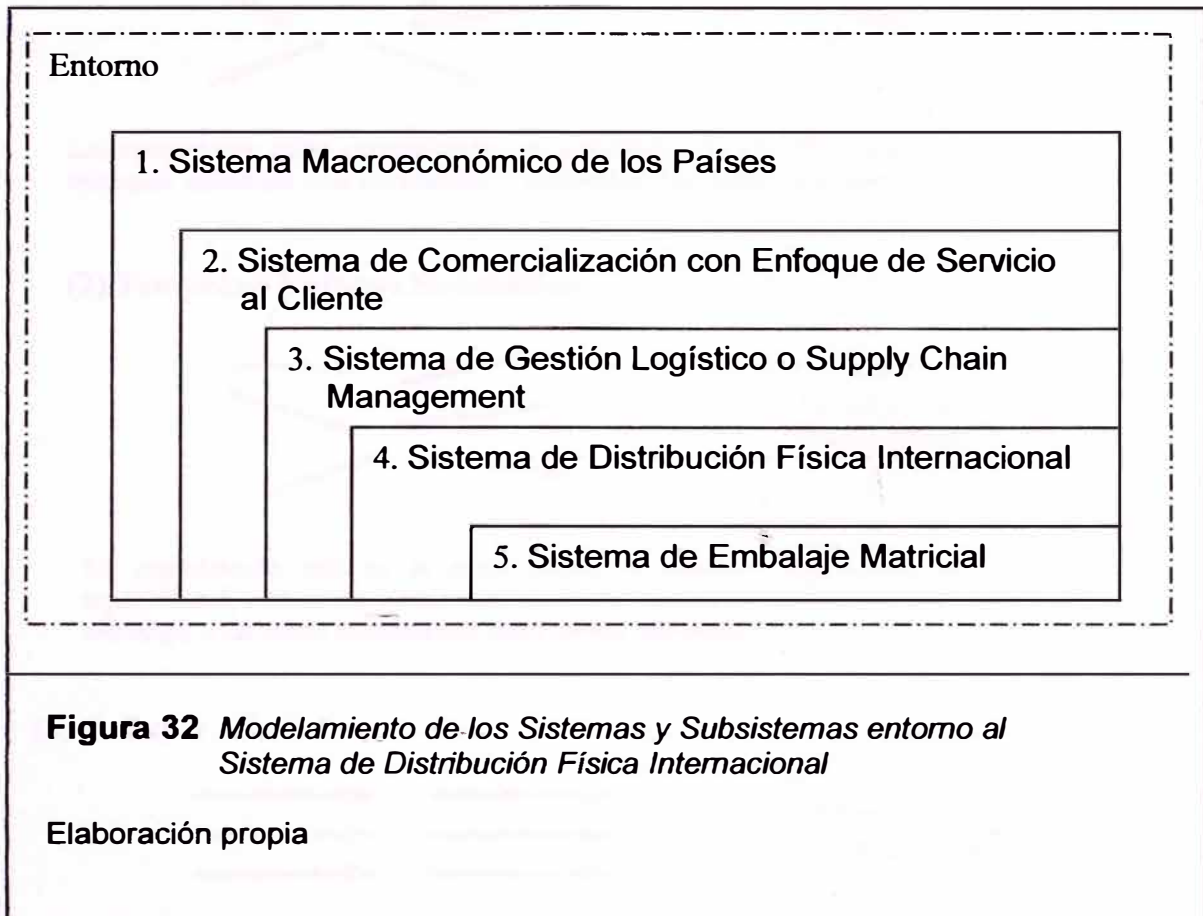 Entorno
1. Sistema Macroeconómico de los Países
2. Sistema de Comercialización con Enfoque de Servicio
al Cliente
3. Sistema de Gestión Logístico o Supply Chain
Management
4. Sistema de Distribución Física Internacional
5. Sistema de Embalaje Matricial
Figura 32 Modelamiento de los Sistemas y Subsistemas entorno al
Sistema de Distribución Física Internacional
Elaboración propia